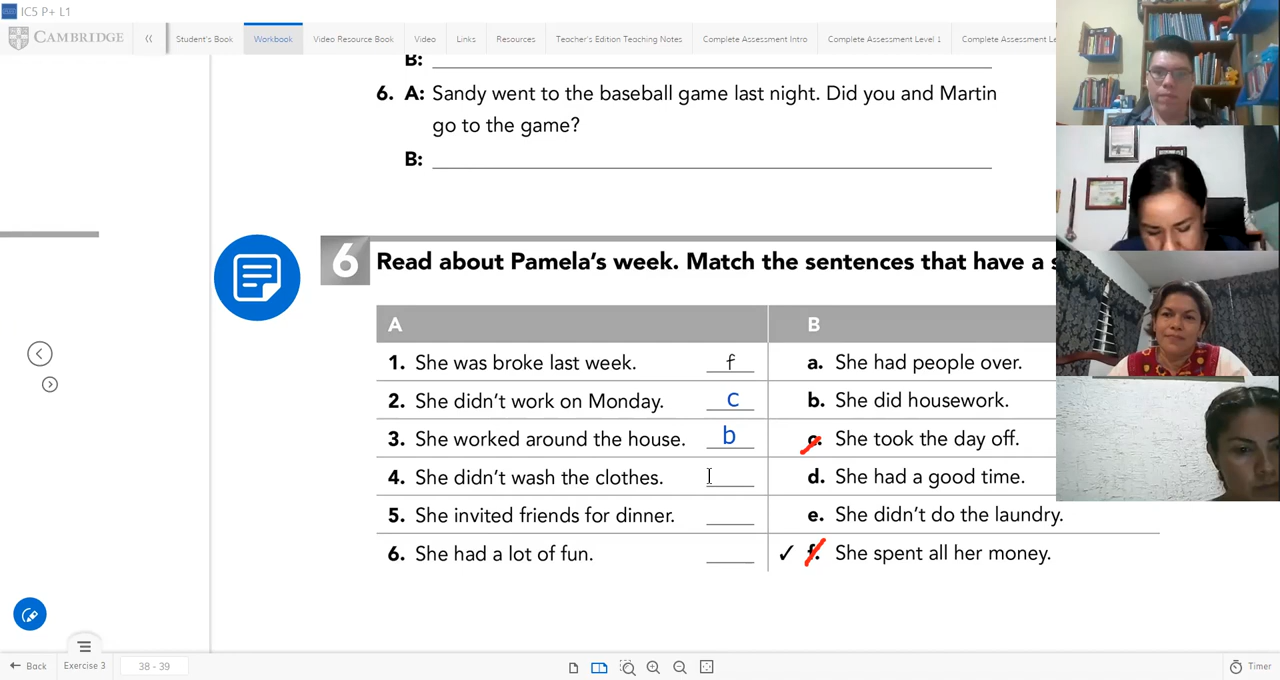 IC5 P+ L1
CAMBRIDGE
Student's Book
Workbook
Video Resource Book
Video
Links
Resources
Teacher's Edition Teaching Notes
Complete Assessment Intro
Complete Assessment Level 1
Complete Assessment Le
B:
6. A: Sandy went to the baseball game last night. Did you and Martin
go to the game?
B:
6 Read about Pamela's week. Match the sentences that have a s
A
B
1. She was broke last week. f
a. She had people over.
2. She didn't work on Monday. c
b. She did housework.
3. She worked around the house. b
c. She took the day off.
4. She didn't wash the clothes.
d. She had a good time.
5. She invited friends for dinner.
e. She didn't do the laundry.
6. She had a lot of fun.
✓ f. She spent all her money.
Back
Exercise 3
38 - 39
Timer